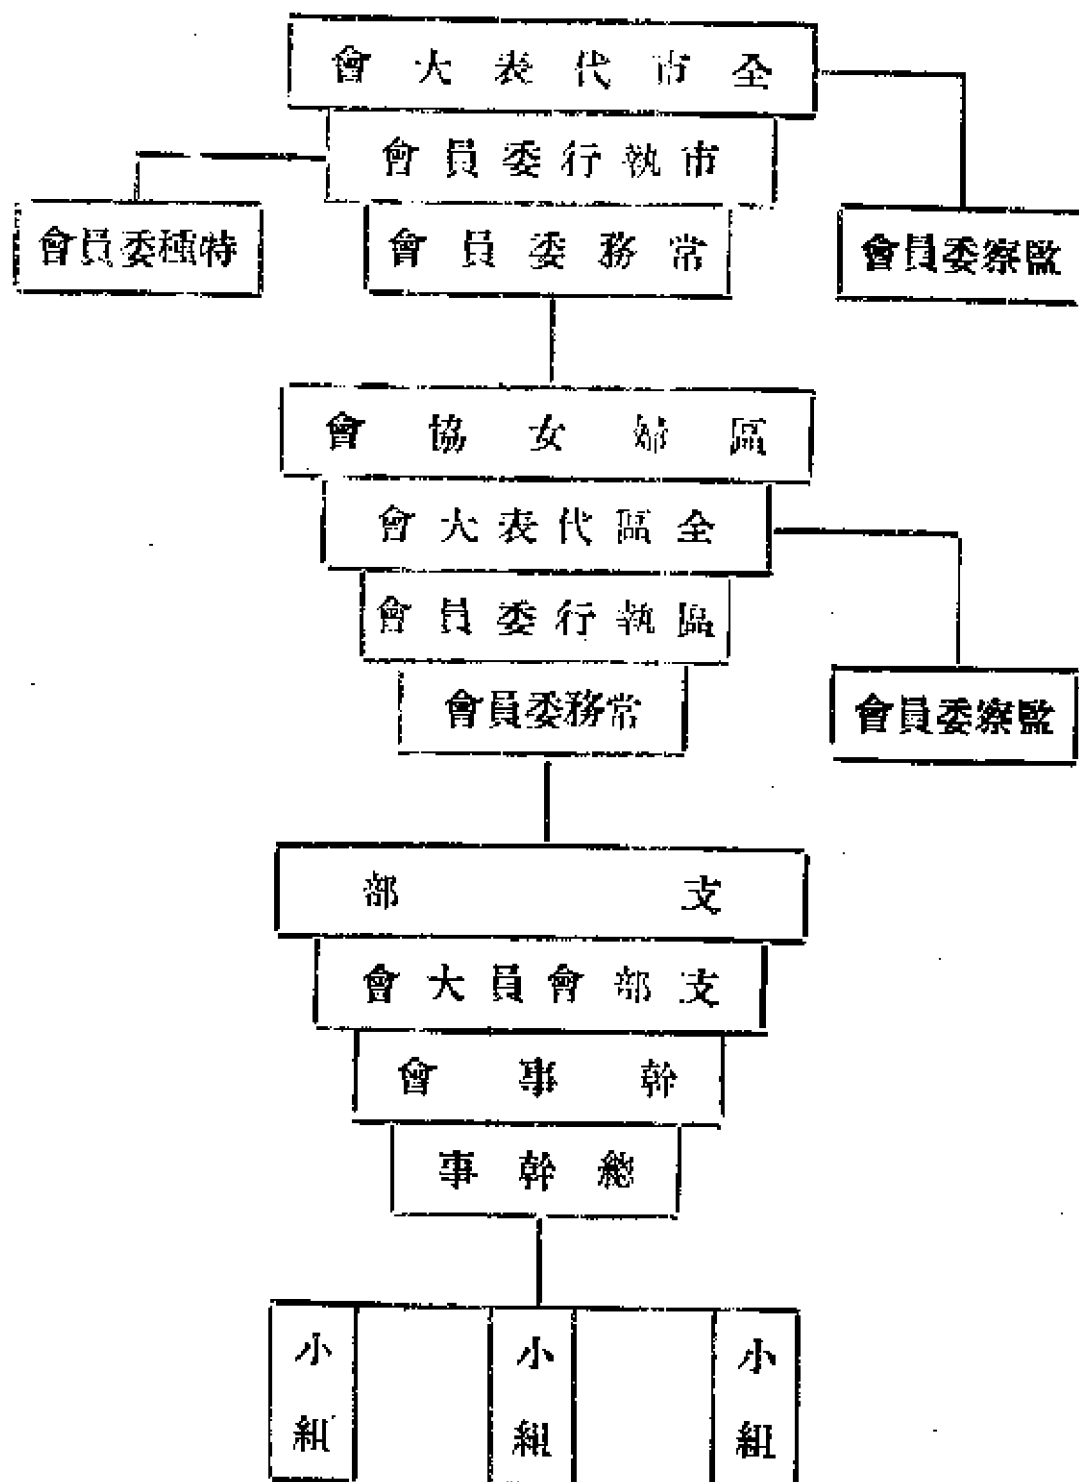 全市代表大會
市執行委員會
特種委員會
常務委員會
監察委員會
區婦女協會
全區代表大會
區執行委員會
常務委員會
監察委員會
支部
支部會員大會
幹事會
總幹事
小組
小組
小組